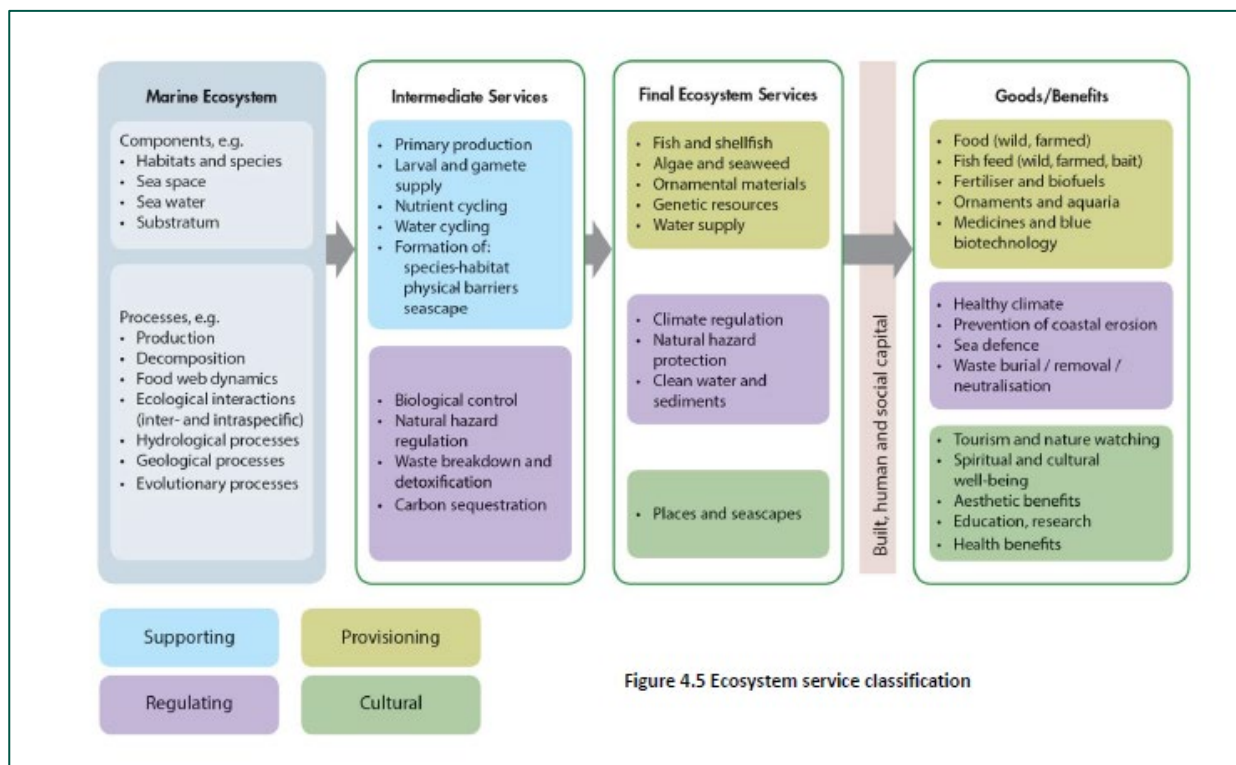 Marine Ecosystem
Components, e.g.
• Habitats and species
• Sea space
• Sea water
• Substratum
Processes, e.g.
• Production
• Decomposition
• Food web dynamics
• Ecological interactions
(inter- and intraspecific)
• Hydrological processes
• Geological processes
• Evolutionary processes
Intermediate Services
• Primary production
• Larval and gamete
supply
• Nutrient cycling
• Water cycling
• Formation of:
species-habitat
physical barriers
seascape
• Biological control
• Natural hazard
regulation
• Waste breakdown and
detoxification
• Carbon sequestration
Final Ecosystem Services
• Fish and shellfish
• Algae and seaweed
• Ornamental materials
• Genetic resources
• Water supply
• Climate regulation
• Natural hazard
protection
• Clean water and
sediments
• Places and seascapes
Built, human and social capital
Goods/Benefits
• Food (wild, farmed)
• Fish feed (wild, farmed, bait)
• Fertiliser and biofuels
• Ornaments and aquaria
• Medicines and blue
biotechnology
• Healthy climate
• Prevention of coastal erosion
• Sea defence
• Waste burial / removal /
neutralisation
• Tourism and nature watching
• Spiritual and cultural
well-being
• Aesthetic benefits
• Education, research
• Health benefits
Supporting
Provisioning
Regulating
Cultural
Figure 4.5 Ecosystem service classification